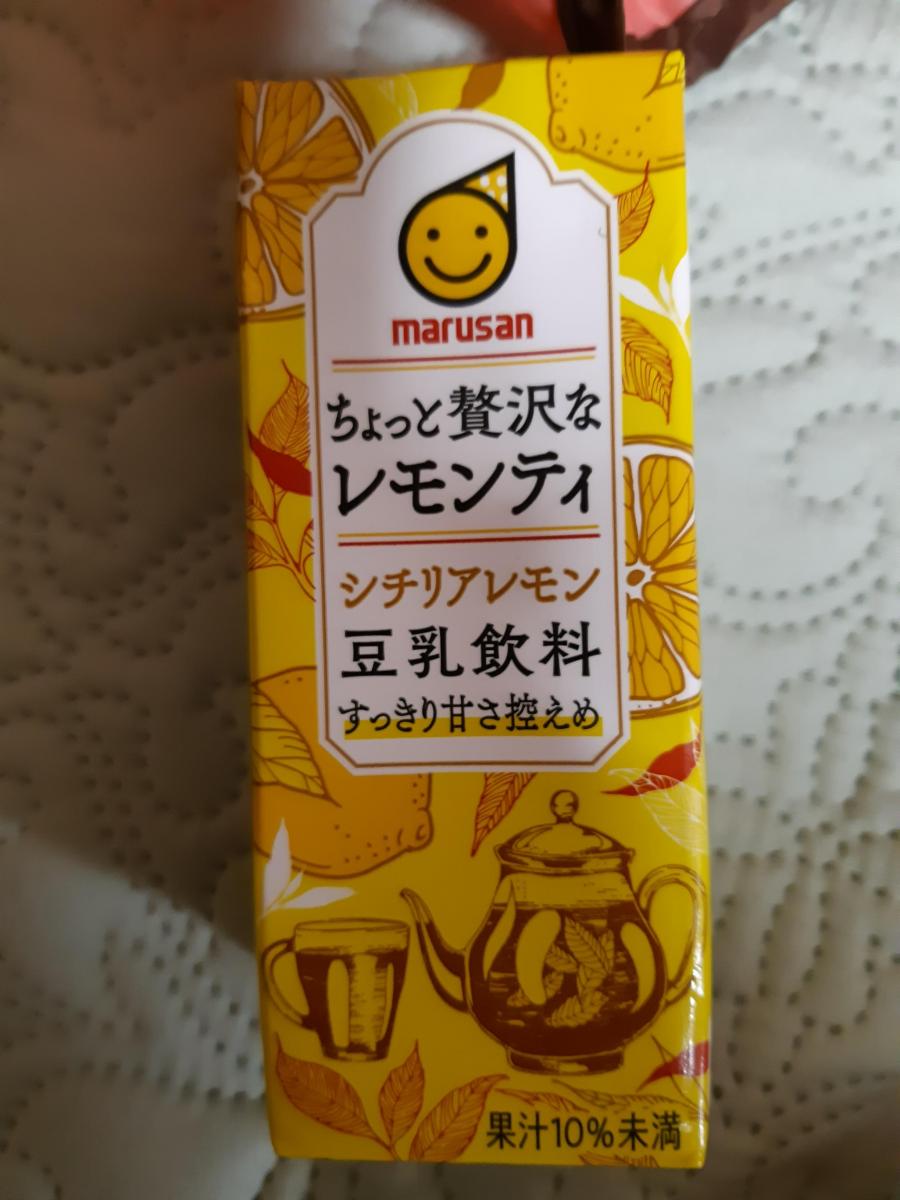 marusan
ちょっと贅沢な
レモンティ
シチリアレモン
豆乳飲料
すっきり甘さ控えめ
果汁10%未満